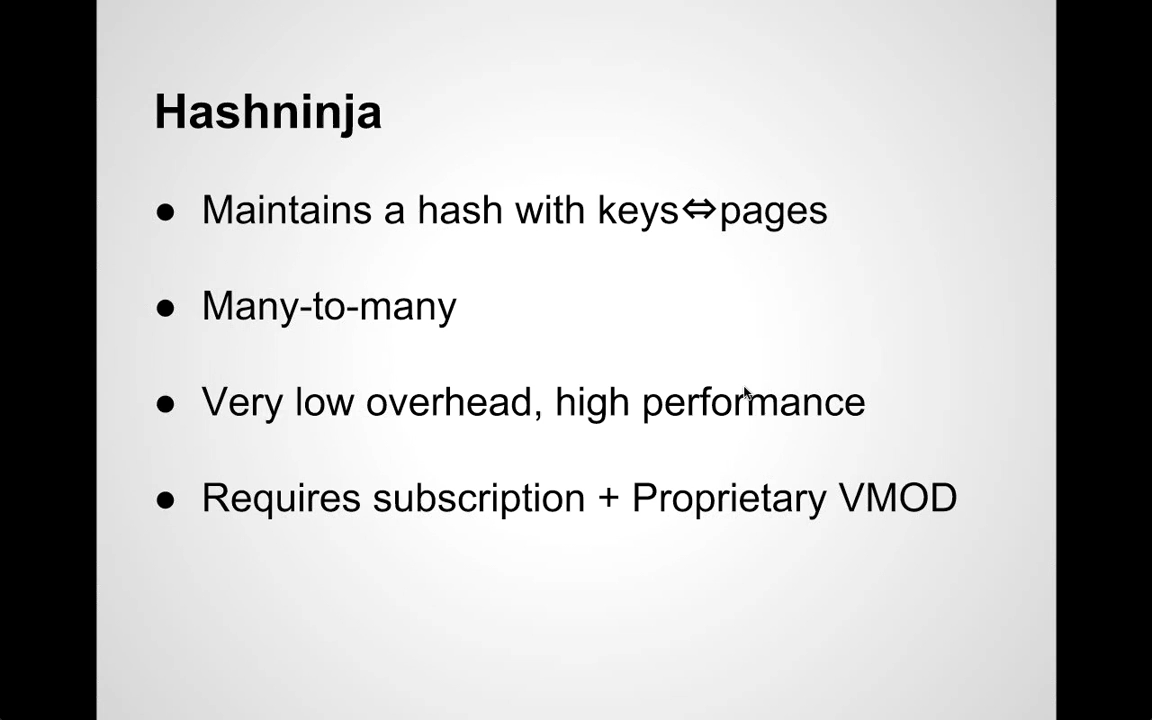 Hashninja
● Maintains a hash with keys⇔pages
● Many-to-many
● Very low overhead, high performance
● Requires subscription + Proprietary VMOD